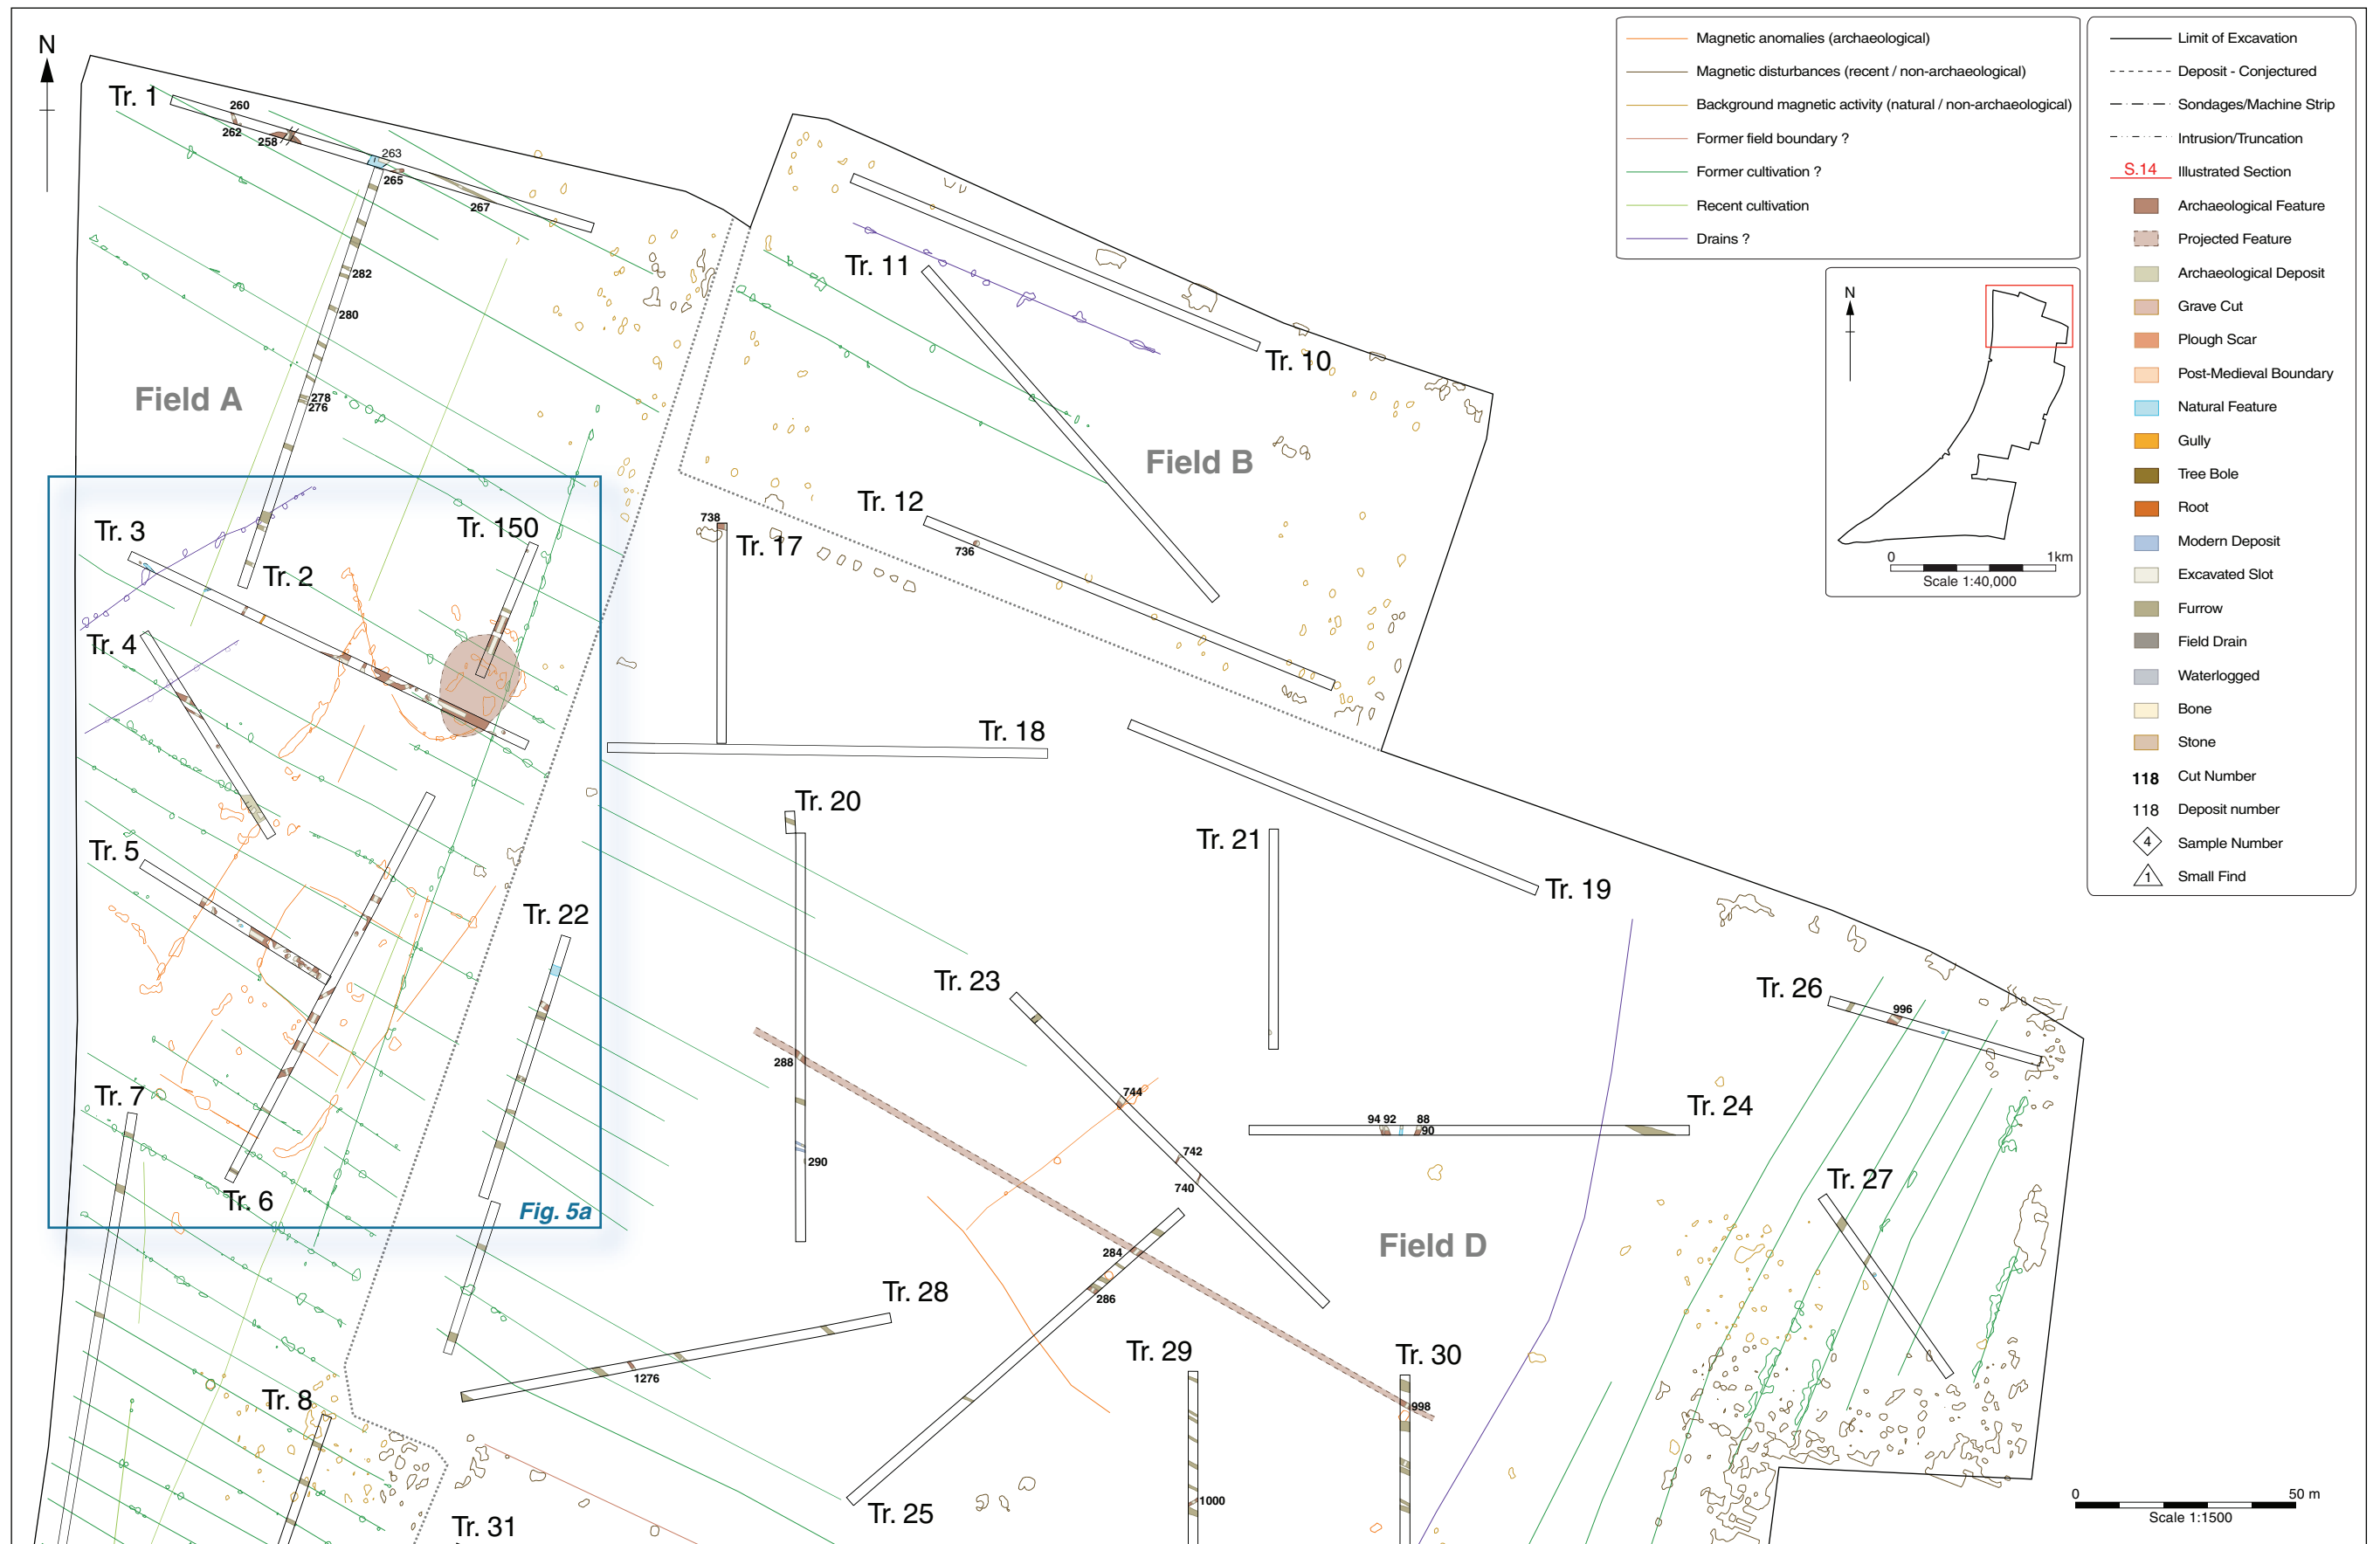 N
Tr. 1
260
262
258
263
265
267
282
280
278
276
Field A
Tr. 11
Tr. 10
Field B
Tr. 12
736
738
Tr. 17
Tr. 3
Tr. 150
Tr. 2
Tr. 4
Tr. 18
Tr. 20
Tr. 21
Tr. 19
Tr. 5
Tr. 22
Tr. 23
Tr. 26
996
288
744
Tr. 24
94 92
88
90
Tr. 7
742
740
290
Tr. 27
Tr. 6
Fig. 5a
Field D
284
286
Tr. 28
Tr. 29
Tr. 30
1276
998
Tr. 8
1000
Tr. 25
Tr. 31
Magnetic anomalies (archaeological)
Magnetic disturbances (recent / non-archaeological)
Background magnetic activity (natural / non-archaeological)
Former field boundary ?
Former cultivation ?
Recent cultivation
Drains ?
N
0
1km
Scale 1:40,000
Limit of Excavation
Deposit - Conjectured
Sondages/Machine Strip
Intrusion/Truncation
S.14 Illustrated Section
Archaeological Feature
Projected Feature
Archaeological Deposit
Grave Cut
Plough Scar
Post-Medieval Boundary
Natural Feature
Gully
Tree Bole
Root
Modern Deposit
Excavated Slot
Furrow
Field Drain
Waterlogged
Bone
Stone
118 Cut Number
118 Deposit number
4 Sample Number
1 Small Find
0
50 m
Scale 1:1500